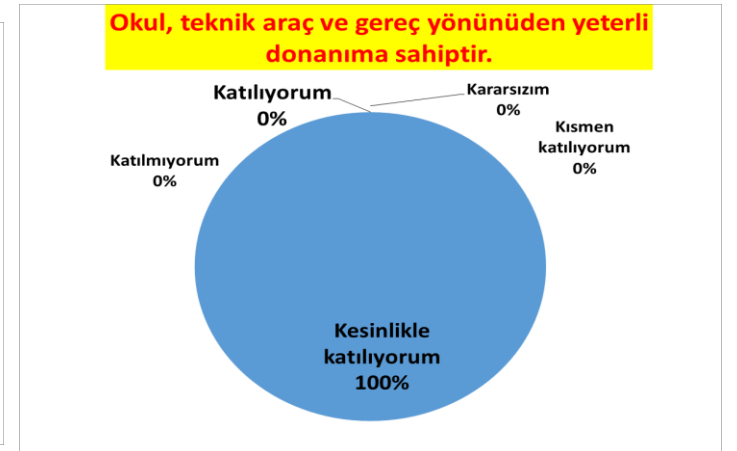 Okul, teknik araç ve gereç yönünüden yeterli
donanıma sahiptir.
Katılıyorum
0%
Kararsızım
0%
Kısmen
katılıyorum
0%
Katılmıyorum
0%
Kesinlikle
katılıyorum
100%